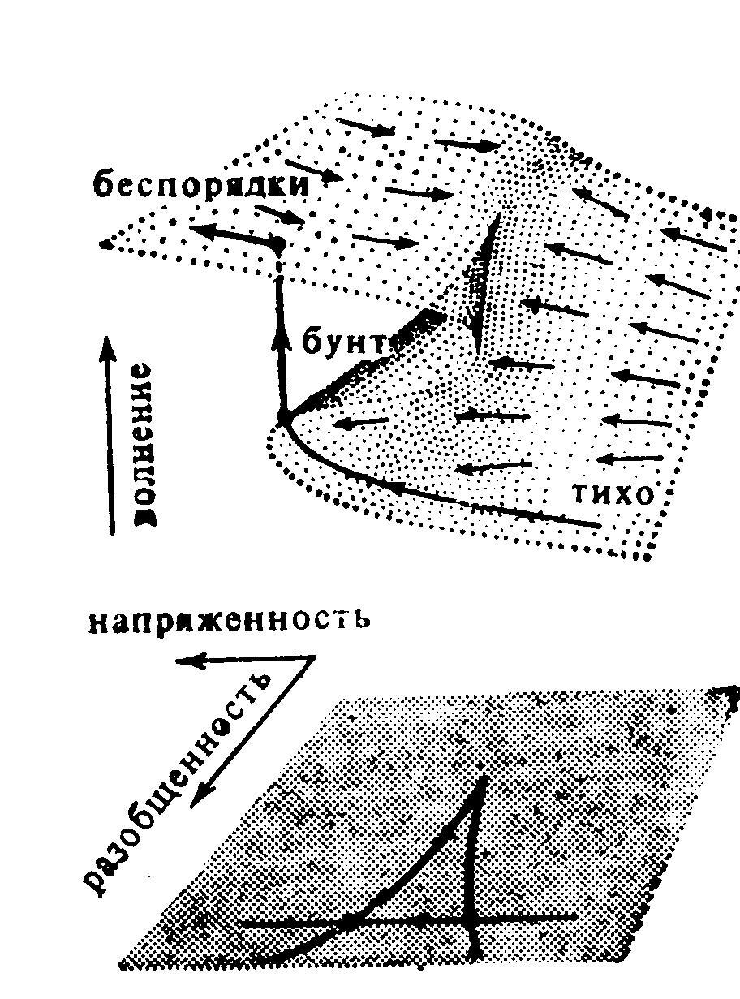 беспорядки
бунт
волнение
тихо
напряженность
разобщенность